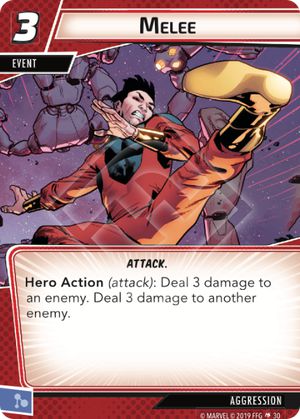 3
MELEE
EVENT
ATTACK.
Hero Action (attack): Deal 3 damage to
an enemy. Deal 3 damage to another
enemy.
AGGRESSION
© MARVEL © 2019 FFG 30